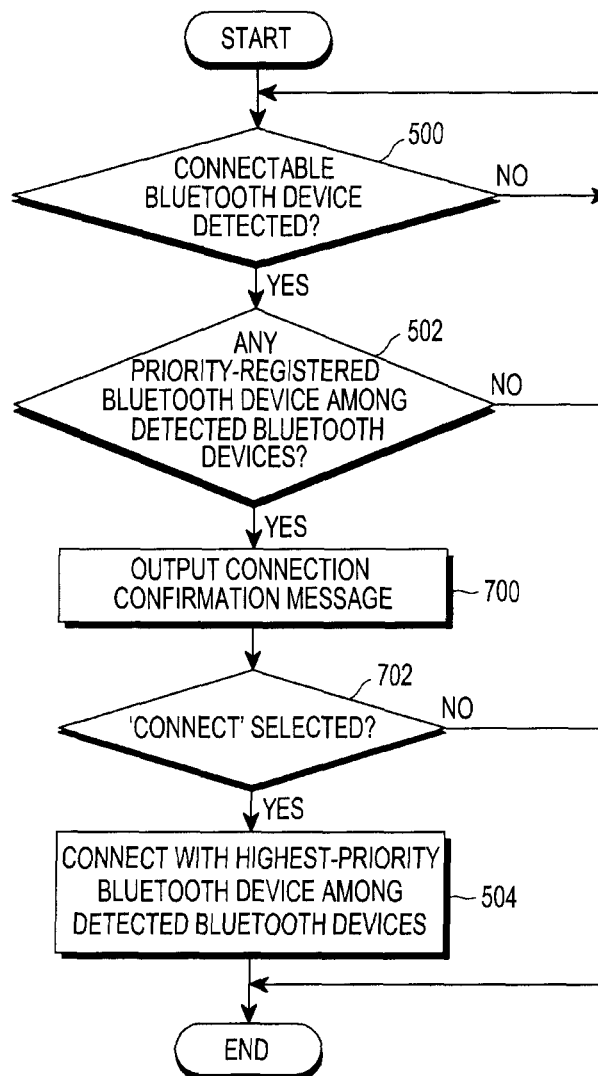 START
500
CONNECTABLE
BLUETOOTH DEVICE
DETECTED?
NO
YES
502
ANY
PRIORITY-REGISTERED
BLUETOOTH DEVICE AMONG
DETECTED BLUETOOTH
DEVICES?
NO
YES
OUTPUT CONNECTION
CONFIRMATION MESSAGE
700
702
'CONNECT' SELECTED?
NO
YES
CONNECT WITH HIGHEST-PRIORITY
BLUETOOTH DEVICE AMONG
DETECTED BLUETOOTH DEVICES
504
END